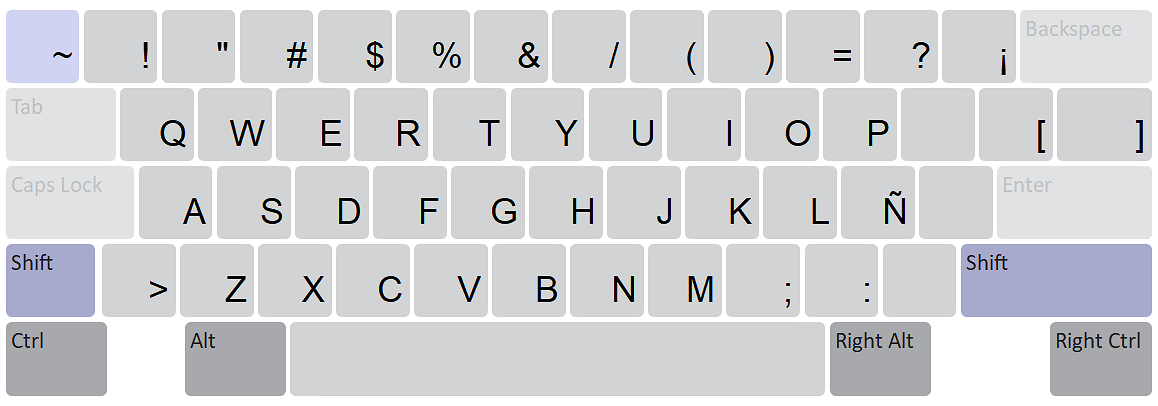 ~ ! " # $ % & / ( ) = ? ¡ Backspace
Tab Q W E R T Y U I O P [ ]
Caps Lock A S D F G H J K L Ñ Enter
Shift > Z X C V B N M ; : Shift
Ctrl Alt Right Alt Right Ctrl